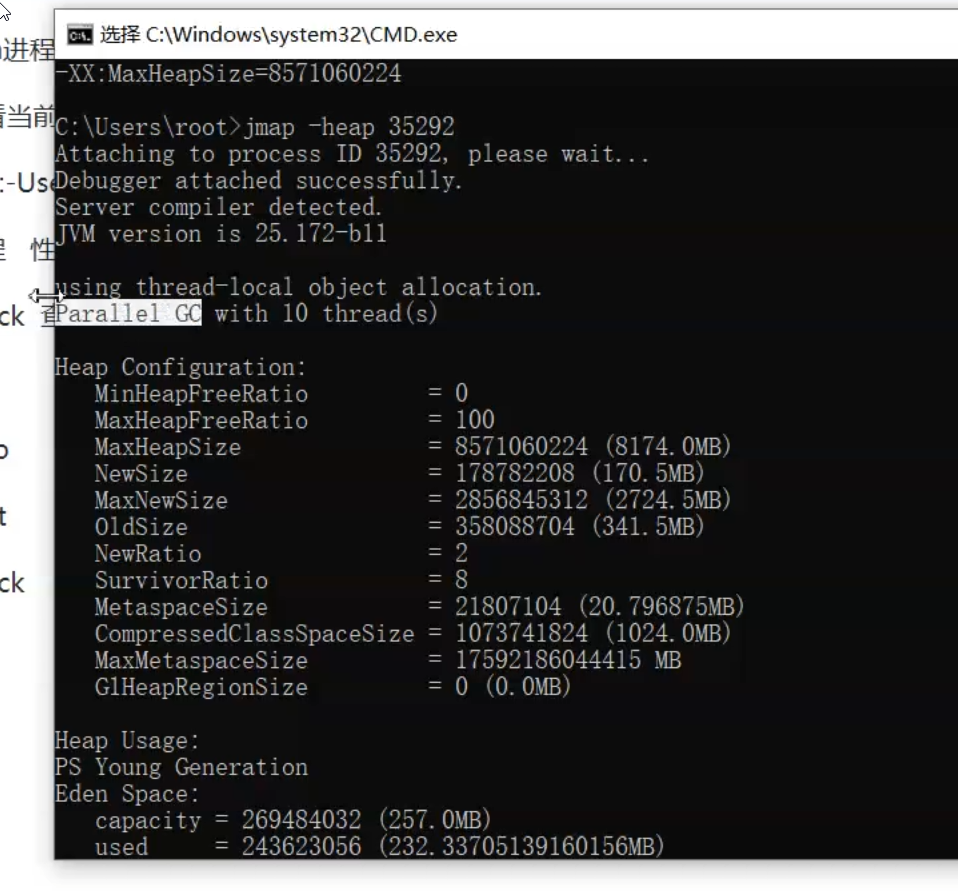 选择 C:\Windows\system32\CMD.exe
进程
-XX:MaxHeapSize=8571060224
当前
C:\Users\root>jmap -heap 35292
Attaching to process ID 35292, please wait...
:-Use
Debugger attached successfully.
Server compiler detected.
JVM version is 25.172-b11
性
using thread-local object allocation.
ck
Parallel GC with 10 thread(s)
Heap Configuration:
MinHeapFreeRatio = 0
MaxHeapFreeRatio = 100
MaxHeapSize = 8571060224 (8174.0MB)
NewSize = 178782208 (170.5MB)
MaxNewSize = 2856845312 (2724.5MB)
t
OldSize = 358088704 (341.5MB)
NewRatio = 2
ck
SurvivorRatio = 8
MetaspaceSize = 21807104 (20.796875MB)
CompressedClassSpaceSize = 1073741824 (1024.0MB)
MaxMetaspaceSize = 17592186044415 MB
G1HeapRegionSize = 0 (0.0MB)
Heap Usage:
PS Young Generation
Eden Space:
capacity = 269484032 (257.0MB)
used = 243623056 (232.33705139160156MB)